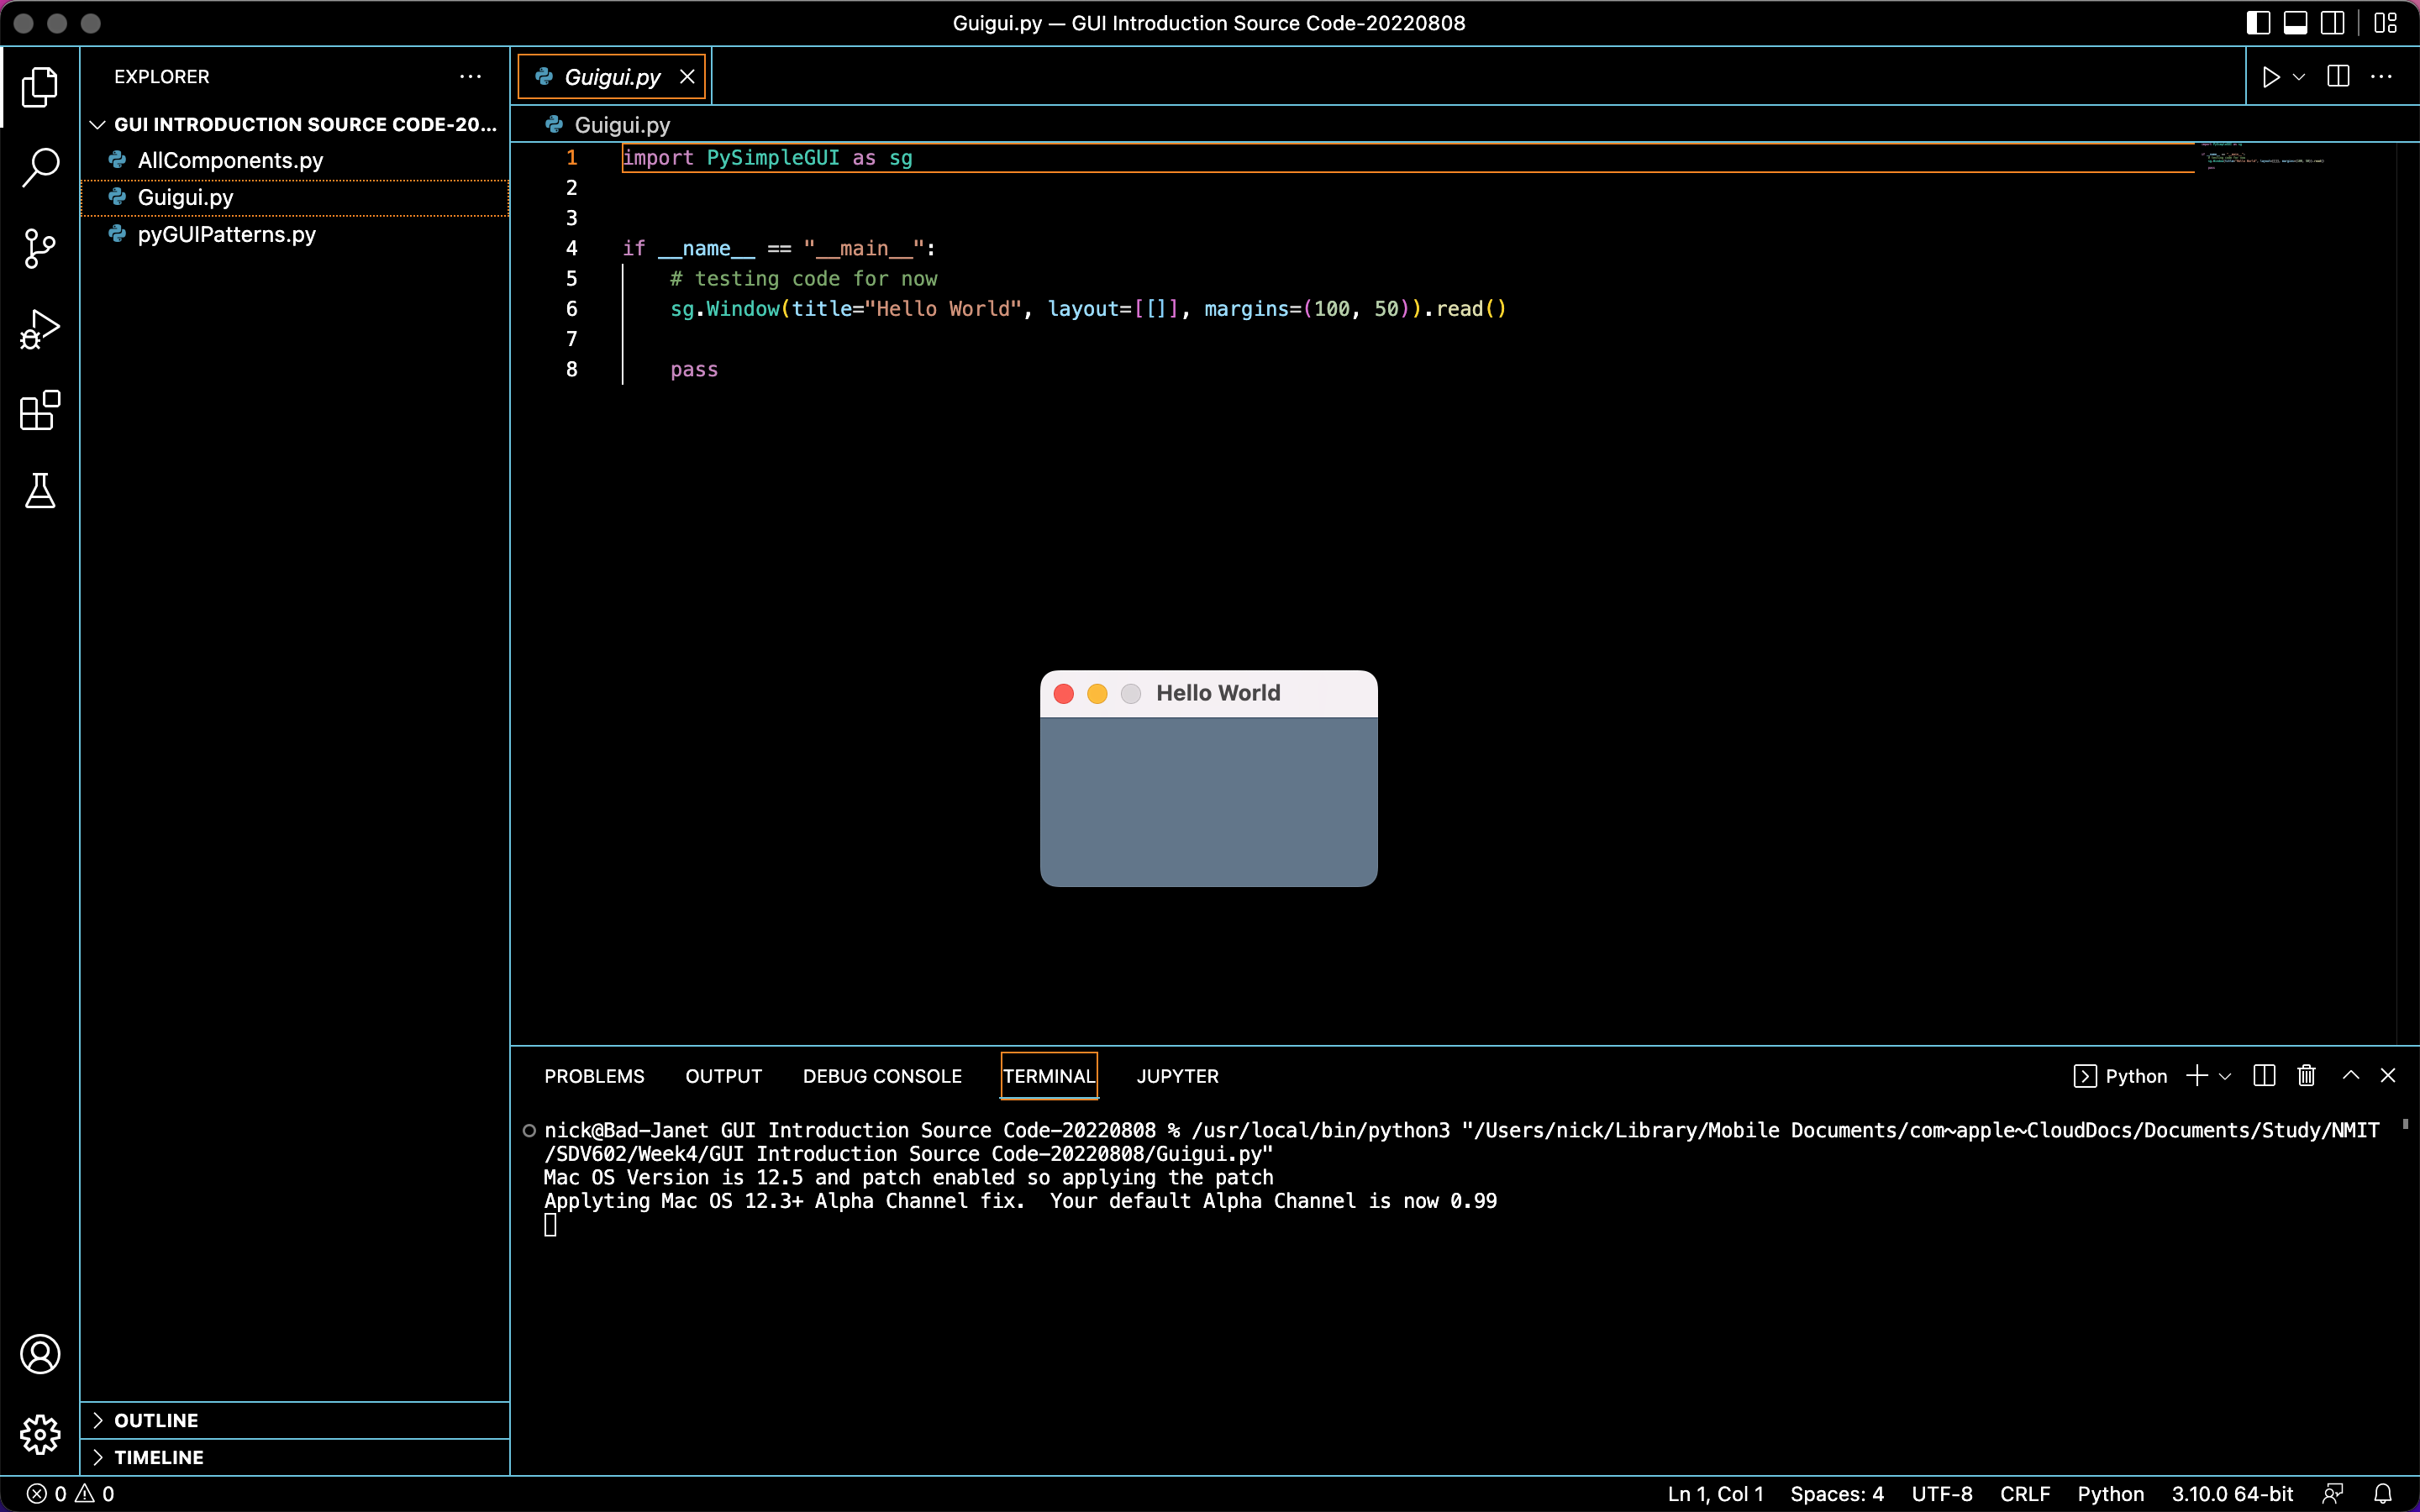 Guigui.py — GUI Introduction Source Code-20220808
EXPLORER
GUI INTRODUCTION SOURCE CODE-20...
AllComponents.py
Guigui.py
pyGUIPatterns.py
OUTLINE
TIMELINE
Guigui.py
Guigui.py
1 import PySimpleGUI as sg
2
3
4 if __name__ == "__main__":
5 # testing code for now
6 sg.Window(title="Hello World", layout=[[]], margins=(100, 50)).read()
7
8 pass
Hello World
PROBLEMS OUTPUT DEBUG CONSOLE TERMINAL JUPYTER
Python
nick@Bad-Janet GUI Introduction Source Code-20220808 % /usr/local/bin/python3 "/Users/nick/Library/Mobile Documents/com~apple~CloudDocs/Documents/Study/NMIT
/SDV602/Week4/GUI Introduction Source Code-20220808/Guigui.py"
Mac OS Version is 12.5 and patch enabled so applying the patch
Applyting Mac OS 12.3+ Alpha Channel fix.  Your default Alpha Channel is now 0.99
0 0
Ln 1, Col 1 Spaces: 4 UTF-8 CRLF Python 3.10.0 64-bit